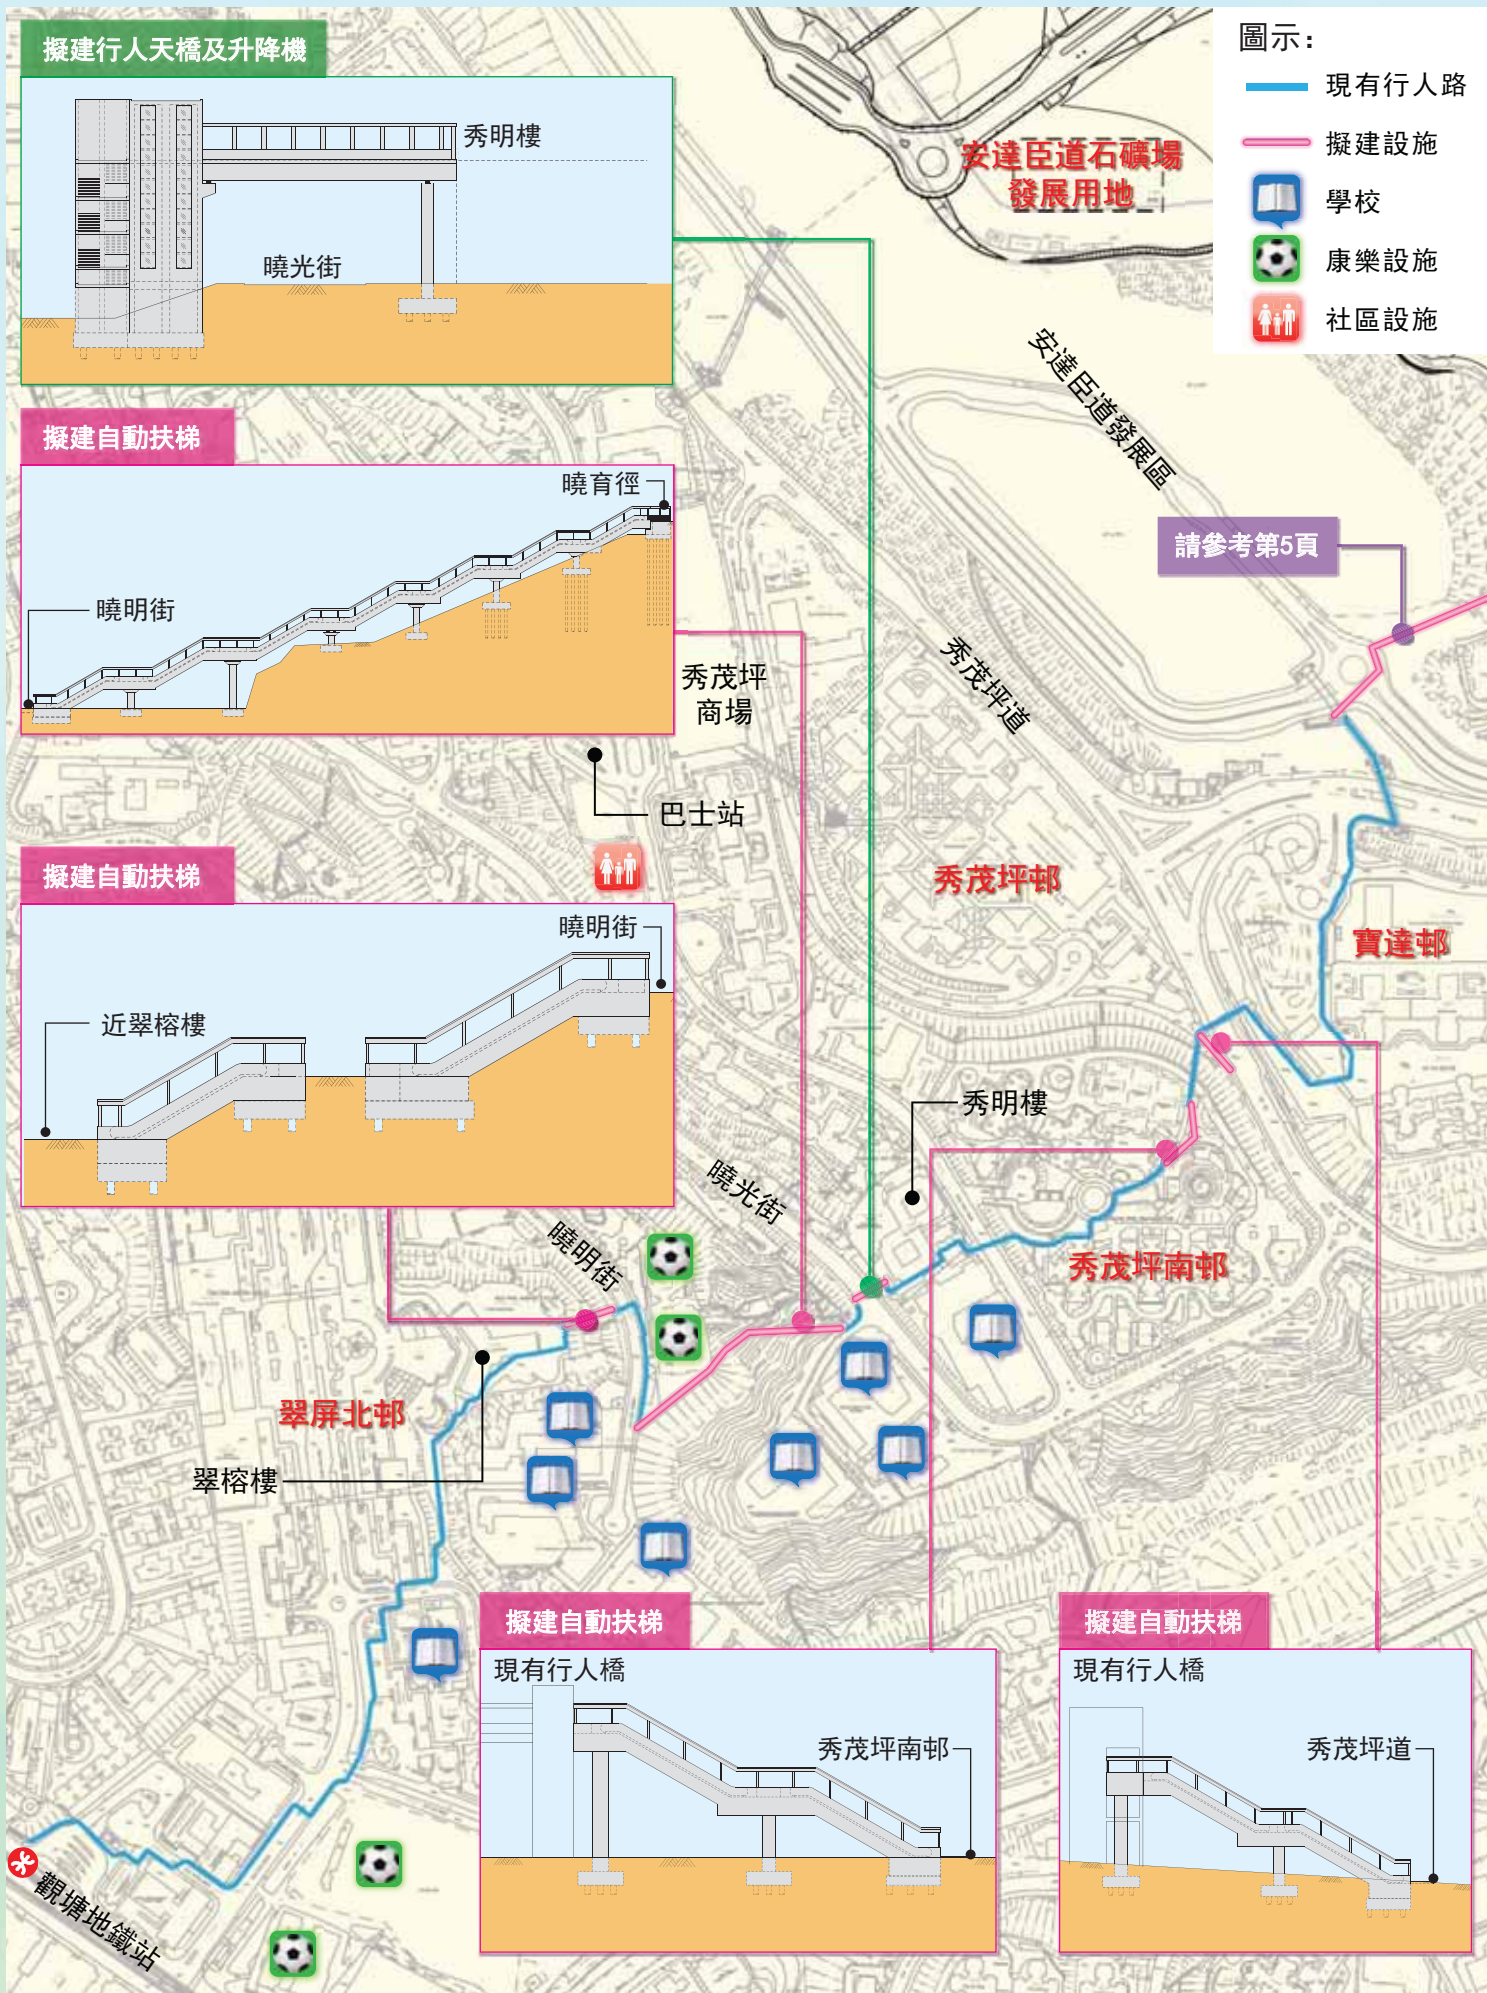 擬建行人天橋及升降機
秀明樓
曉光街
圖示:
現有行人路
擬建設施
學校
康樂設施
社區設施
安達臣道石礦場
發展用地
安達臣道發展區
請參考第5頁
擬建自動扶梯
曉育徑
曉明街
秀茂坪
商場
秀茂坪道
巴士站
擬建自動扶梯
曉明街
近翠榕樓
秀茂坪邨
寶達邨
秀明樓
曉光街
曉明街
秀茂坪南邨
翠屏北邨
翠榕樓
擬建自動扶梯
現有行人橋
秀茂坪南邨
擬建自動扶梯
現有行人橋
秀茂坪道
觀塘地鐵站